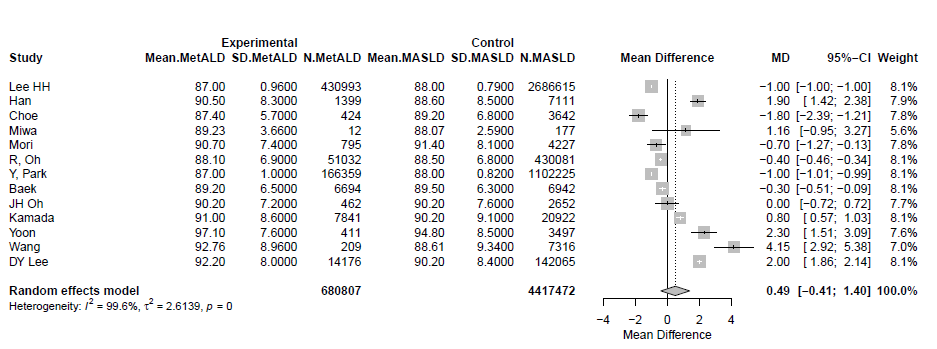 Experimental Control
Study Mean.MetALD SD.MetALD N.MetALD Mean.MASLD SD.MASLD N.MASLD Mean Difference MD 95%−CI Weight
Lee HH 87.00 0.9600 430993 88.00 0.7900 2686615 −1.00 [−1.00; −1.00] 8.1%
Han 90.50 8.3000 1399 88.60 8.5000 7111 1.90 [ 1.42; 2.38] 7.9%
Choe 87.40 5.7000 424 89.20 6.8000 3642 −1.80 [−2.39; −1.21] 7.8%
Miwa 89.23 3.6600 12 88.07 2.5900 177 1.16 [−0.95; 3.27] 5.6%
Mori 90.70 7.4000 795 91.40 8.1000 4227 −0.70 [−1.27; −0.13] 7.8%
R, Oh 88.10 6.9000 51032 88.50 6.8000 430081 −0.40 [−0.46; −0.34] 8.1%
Y, Park 87.00 1.0000 166359 88.00 0.8200 1102225 −1.00 [−1.01; −0.99] 8.1%
Baek 89.20 6.5000 6694 89.50 6.3000 6942 −0.30 [−0.51; −0.09] 8.1%
JH Oh 90.20 7.2000 462 90.20 7.6000 2652 0.00 [−0.72; 0.72] 7.7%
Kamada 91.00 8.6000 7841 90.20 9.1000 20922 0.80 [ 0.57; 1.03] 8.1%
Yoon 97.10 7.6000 411 94.80 8.5000 3497 2.30 [ 1.51; 3.09] 7.6%
Wang 92.76 8.9600 209 88.61 9.3400 7316 4.15 [ 2.92; 5.38] 7.0%
DY Lee 92.20 8.0000 14176 90.20 8.4000 142065 2.00 [ 1.86; 2.14] 8.1%
Random effects model 680807 4417472 0.49 [−0.41; 1.40] 100.0%
Heterogeneity: I² = 99.6%, τ² = 2.6139, p = 0
−4 −2 0 2 4
Mean Difference